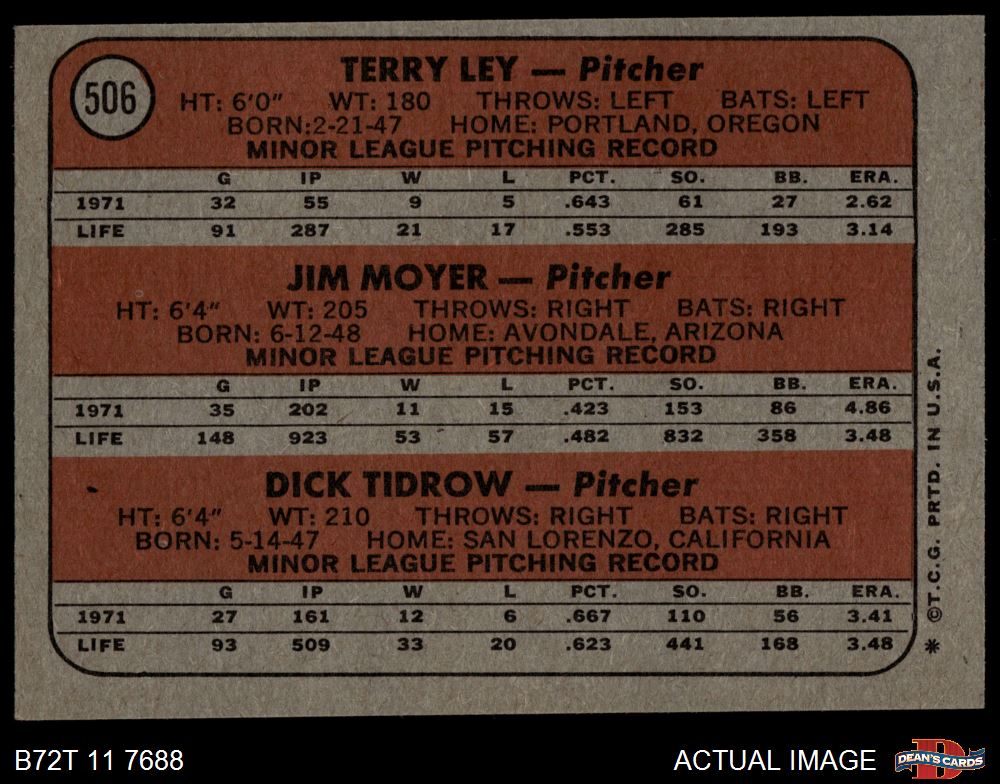 506
TERRY LEY — Pitcher
HT: 6'0" WT: 180 THROWS: LEFT BATS: LEFT
BORN:2-21-47 HOME: PORTLAND, OREGON
MINOR LEAGUE PITCHING RECORD
G IP W L PCT. SO. BB. ERA.
1971 32 55 9 5 .643 61 27 2.62
LIFE 91 287 21 17 .553 285 193 3.14
JIM MOYER — Pitcher
HT: 6'4" WT: 205 THROWS: RIGHT BATS: RIGHT
BORN: 6-12-48 HOME: AVONDALE, ARIZONA
MINOR LEAGUE PITCHING RECORD
G IP W L PCT. SO. BB. ERA.
1971 35 202 11 15 .423 153 86 4.86
LIFE 148 923 53 57 .482 832 358 3.48
DICK TIDROW — Pitcher
HT: 6'4" WT: 210 THROWS: RIGHT BATS: RIGHT
BORN: 5-14-47 HOME: SAN LORENZO, CALIFORNIA
MINOR LEAGUE PITCHING RECORD
G IP W L PCT. SO. BB. ERA.
1971 27 161 12 6 .667 110 56 3.41
LIFE 93 509 33 20 .623 441 168 3.48
* ©T.C.G. PRTD. IN U.S.A.
B72T 11 7688
ACTUAL IMAGE
D
DEAN'S CARDS